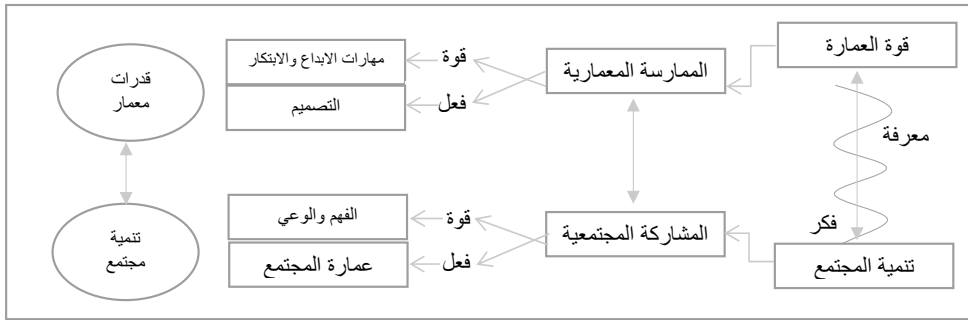 قوة العمارة
معرفة
فكر
تنمية المجتمع
الممارسة المعمارية
المشاركة المجتمعية
قوة
فعل
قوة
فعل
مهارات الابداع والابتكار
التصميم
الفهم والوعي
عمارة المجتمع
قدرات
معمار
تنمية
مجتمع